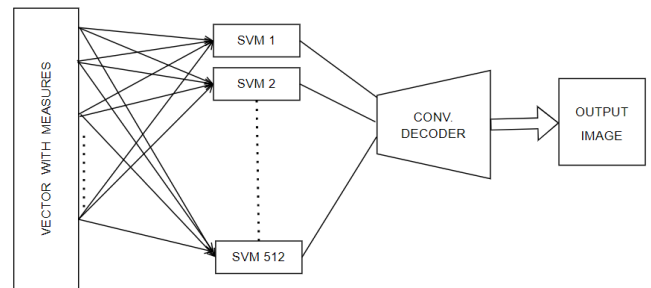 VECTOR WITH MEASURES
SVM 1
SVM 2
SVM 512
CONV.
DECODER
OUTPUT
IMAGE